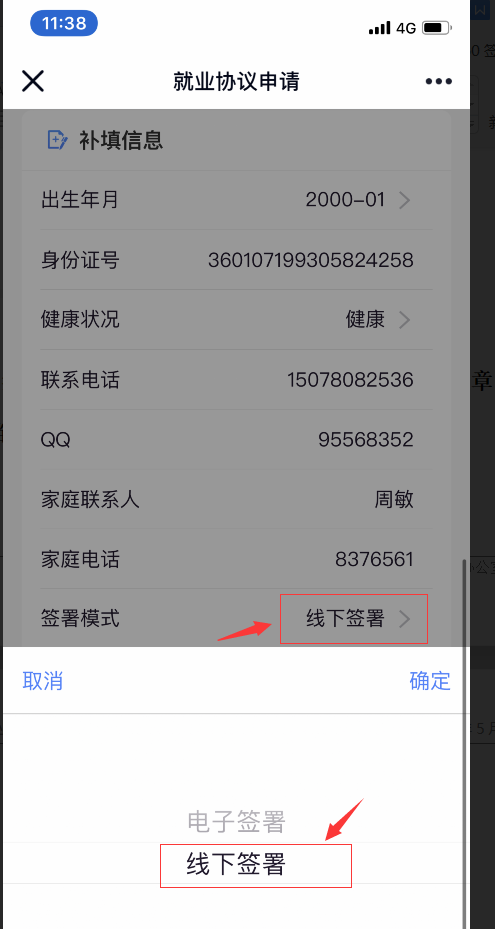 11:38
4G
就业协议申请
补填信息
出生年月 2000-01
身份证号 360107199305824258
健康状况 健康
联系电话 15078082536
QQ 95568352
家庭联系人 周敏
家庭电话 8376561
签署模式 线下签署
取消 确定
电子签署
线下签署
章
5 月